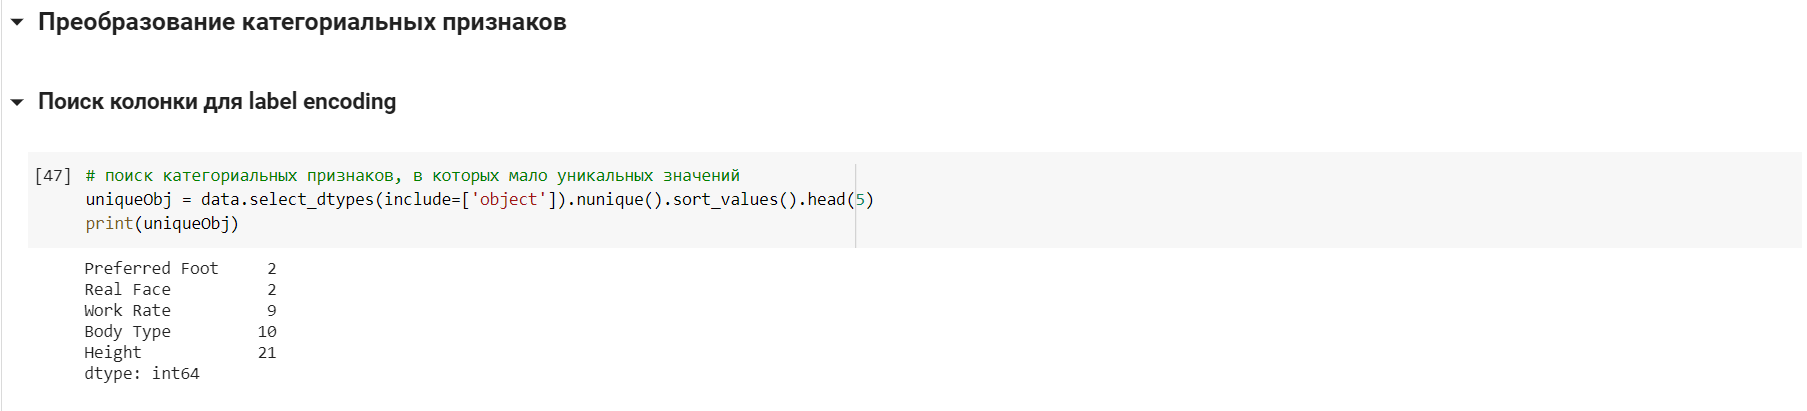 Преобразование категориальных признаков
Поиск колонки для label encoding
[47] # поиск категориальных признаков, в которых мало уникальных значений
uniqueObj = data.select_dtypes(include=['object']).nunique().sort_values().head(5)
print(uniqueObj)
Preferred Foot     2
Real Face          2
Work Rate          9
Body Type         10
Height            21
dtype: int64